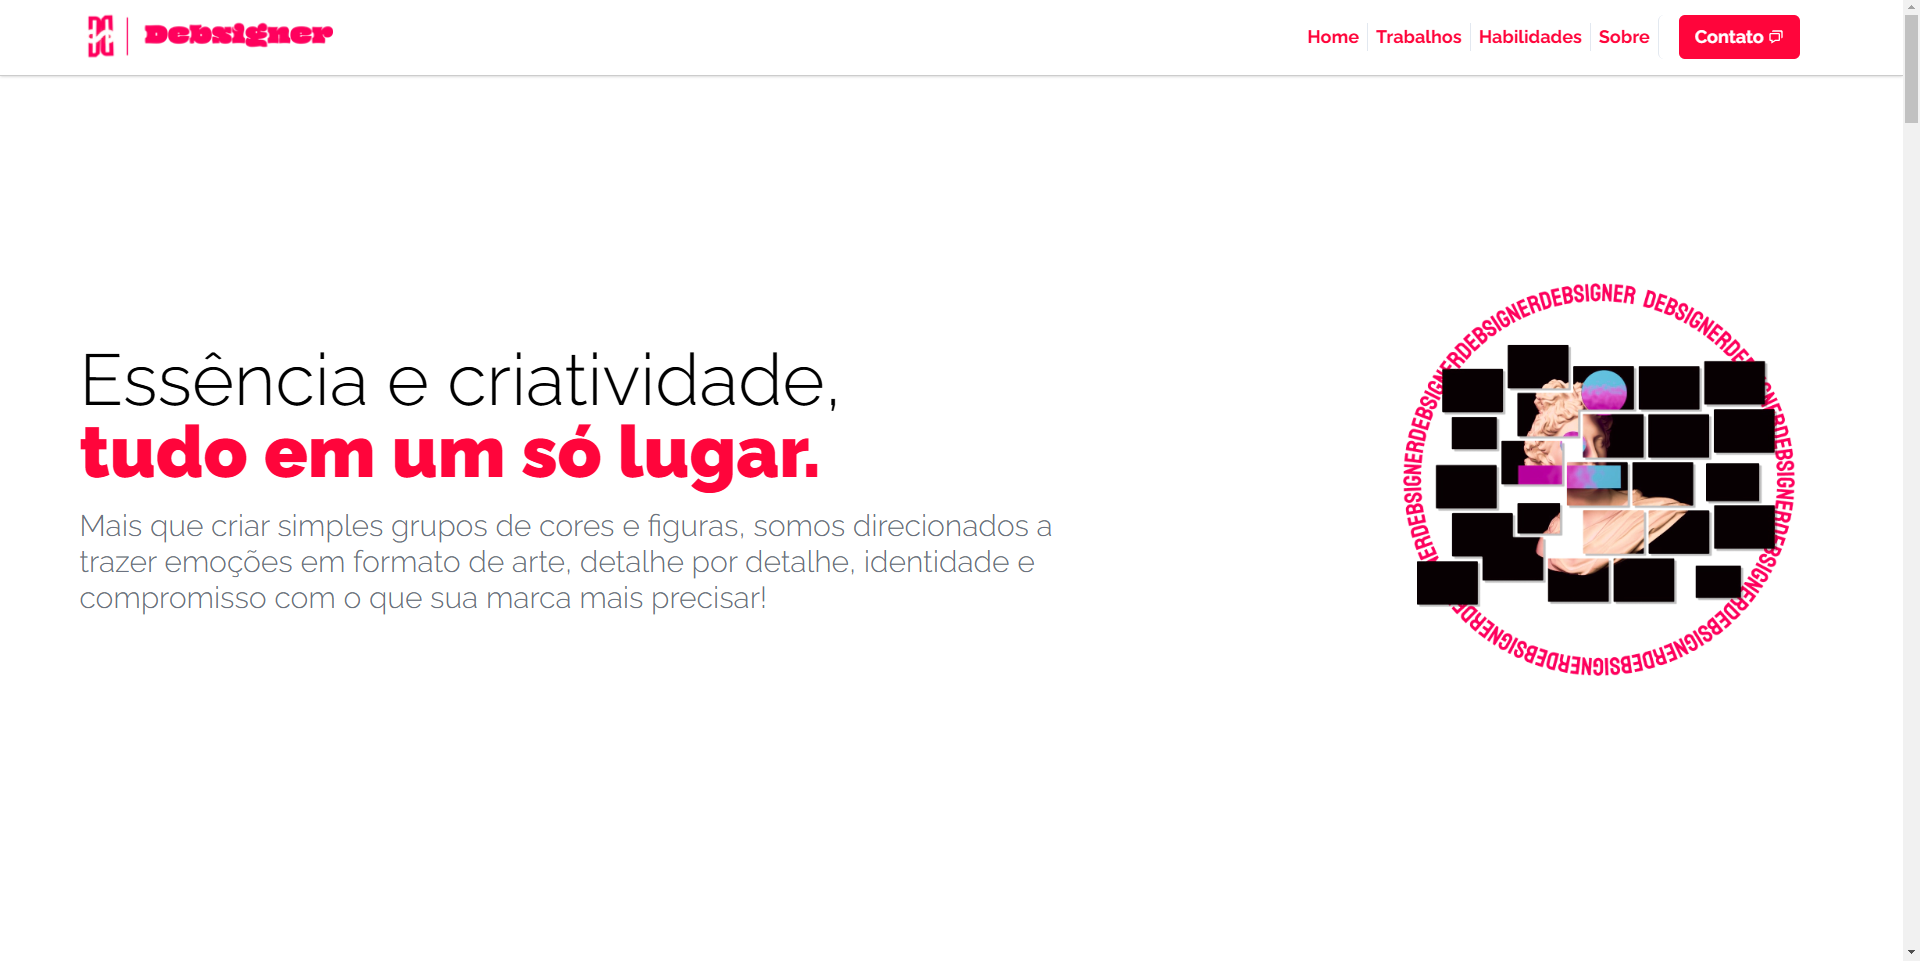 Debsigner
Home
Trabalhos
Habilidades
Sobre
Contato
Essência e criatividade,
tudo em um só lugar.
Mais que criar simples grupos de cores e figuras, somos direcionados a
trazer emoções em formato de arte, detalhe por detalhe, identidade e
compromisso com o que sua marca mais precisar!
DEBSIGNERDEBSIGNERDEBSIGNERDEBSIGNERDEBSIGNERDEBSIGNERDEBSIGNERDEBSIGNERDEBSIGNERDEBSIGNER